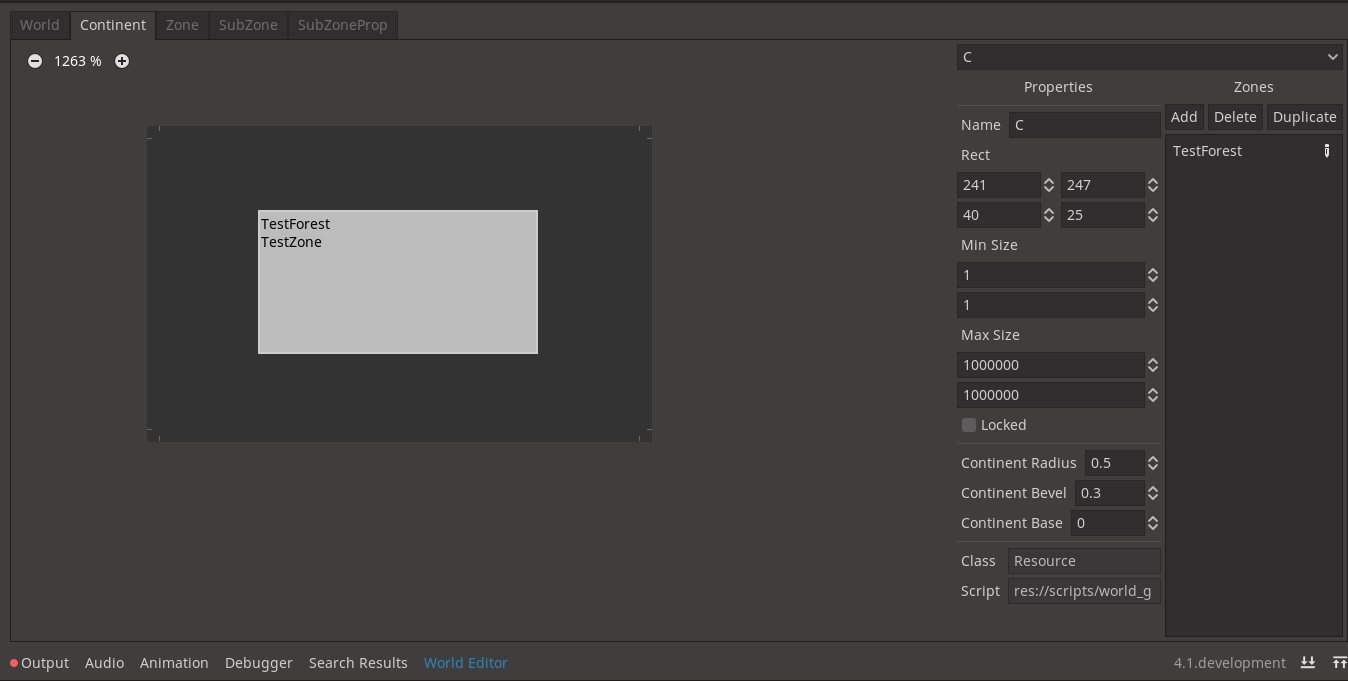 World Continent Zone SubZone SubZoneProp
1263 %
C
Properties
Zones
Name C
Add Delete Duplicate
Rect
TestForest
241 247
40 25
TestForest
TestZone
Min Size
1
1
Max Size
1000000
1000000
Locked
Continent Radius 0.5
Continent Bevel 0.3
Continent Base 0
Class Resource
Script res://scripts/world_g
Output Audio Animation Debugger Search Results World Editor 4.1.development